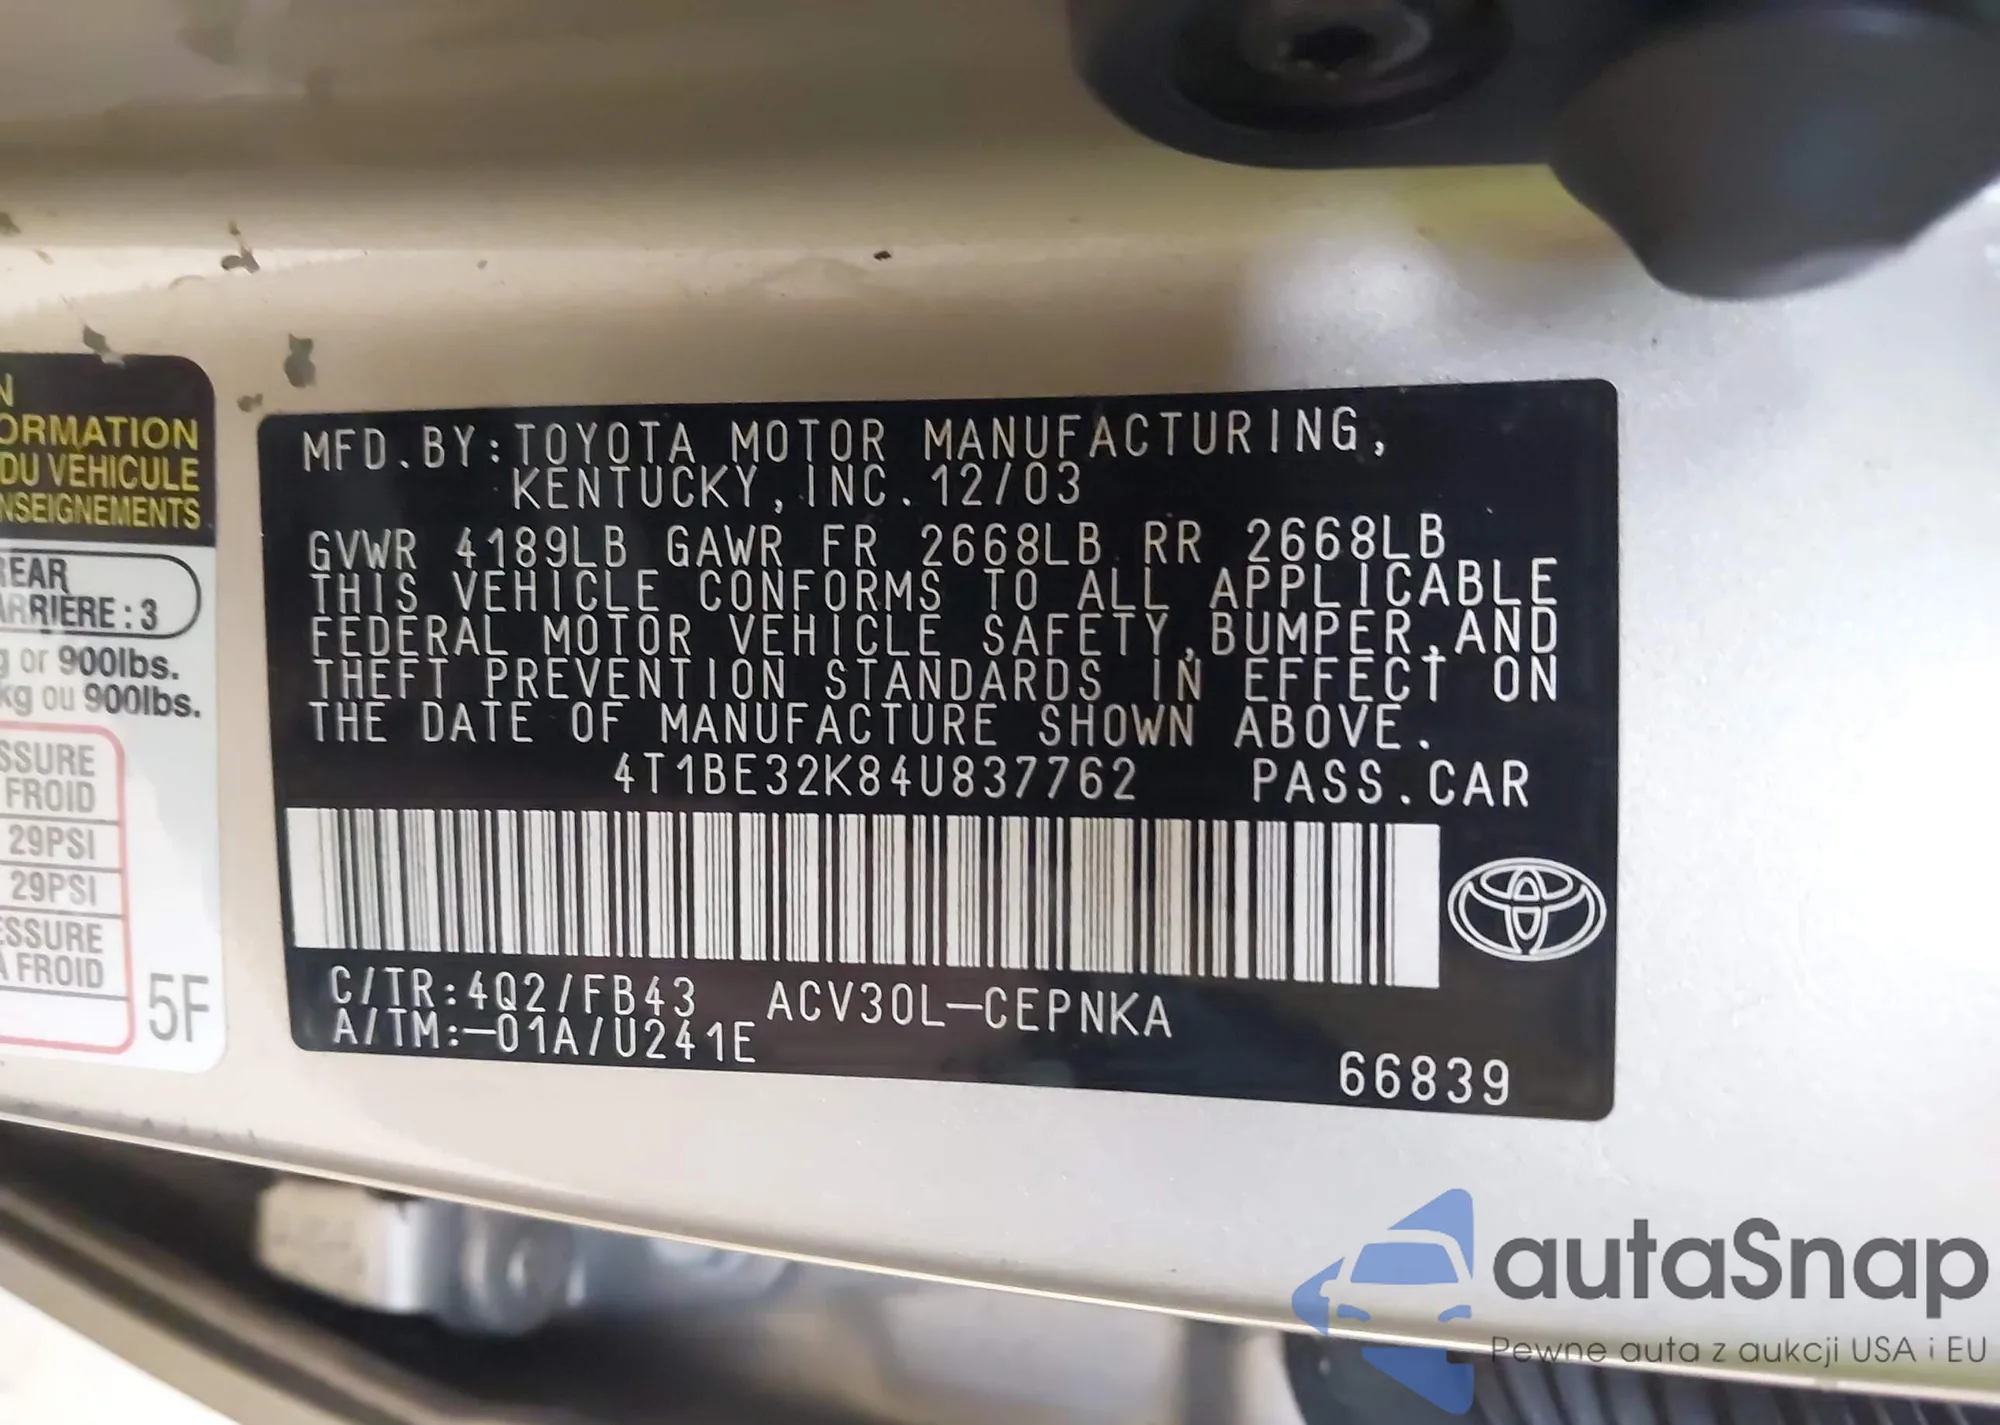 N
ORMATION
DU VEHICULE
NSEIGNEMENTS
REAR
ARRIÈRE : 3
g or 900lbs.
kg ou 900lbs.
SSURE
FROID
29PSI
29PSI
ESSURE
A FROID
5F
MFD.BY:TOYOTA MOTOR MANUFACTURING,
KENTUCKY,INC.12/03
GVWR 4189LB GAWR FR 2668LB RR 2668LB
THIS VEHICLE CONFORMS TO ALL APPLICABLE
FEDERAL MOTOR VEHICLE SAFETY,BUMPER,AND
THEFT PREVENTION STANDARDS IN EFFECT ON
THE DATE OF MANUFACTURE SHOWN ABOVE.
4T1BE32K84U837762 PASS.CAR
C/TR:4Q2/FB43 ACV30L-CEPNKA
A/TM:-01A/U241E
66839
autaSnap
Pewne auta z aukcji USA i EU